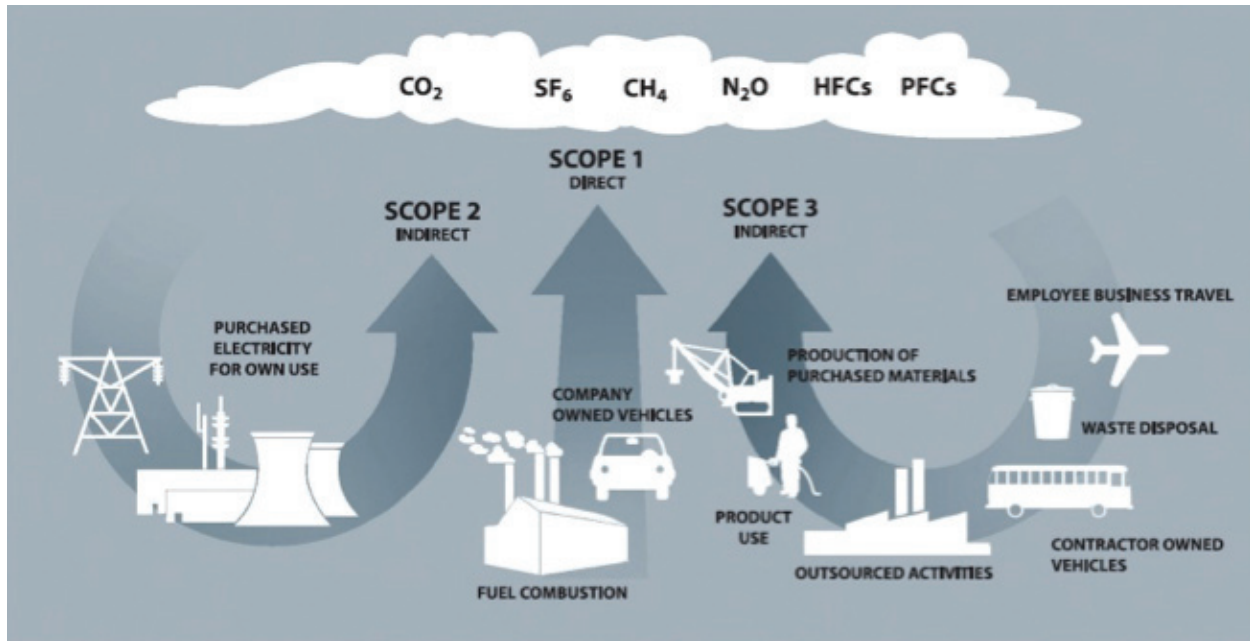 CO₂ SF₆ CH₄ N₂O HFCs PFCs
SCOPE 1
DIRECT
SCOPE 2
INDIRECT
SCOPE 3
INDIRECT
PURCHASED
ELECTRICITY
FOR OWN USE
COMPANY
OWNED VEHICLES
FUEL COMBUSTION
PRODUCTION OF
PURCHASED MATERIALS
PRODUCT
USE
OUTSOURCED ACTIVITIES
EMPLOYEE BUSINESS TRAVEL
WASTE DISPOSAL
CONTRACTOR OWNED
VEHICLES